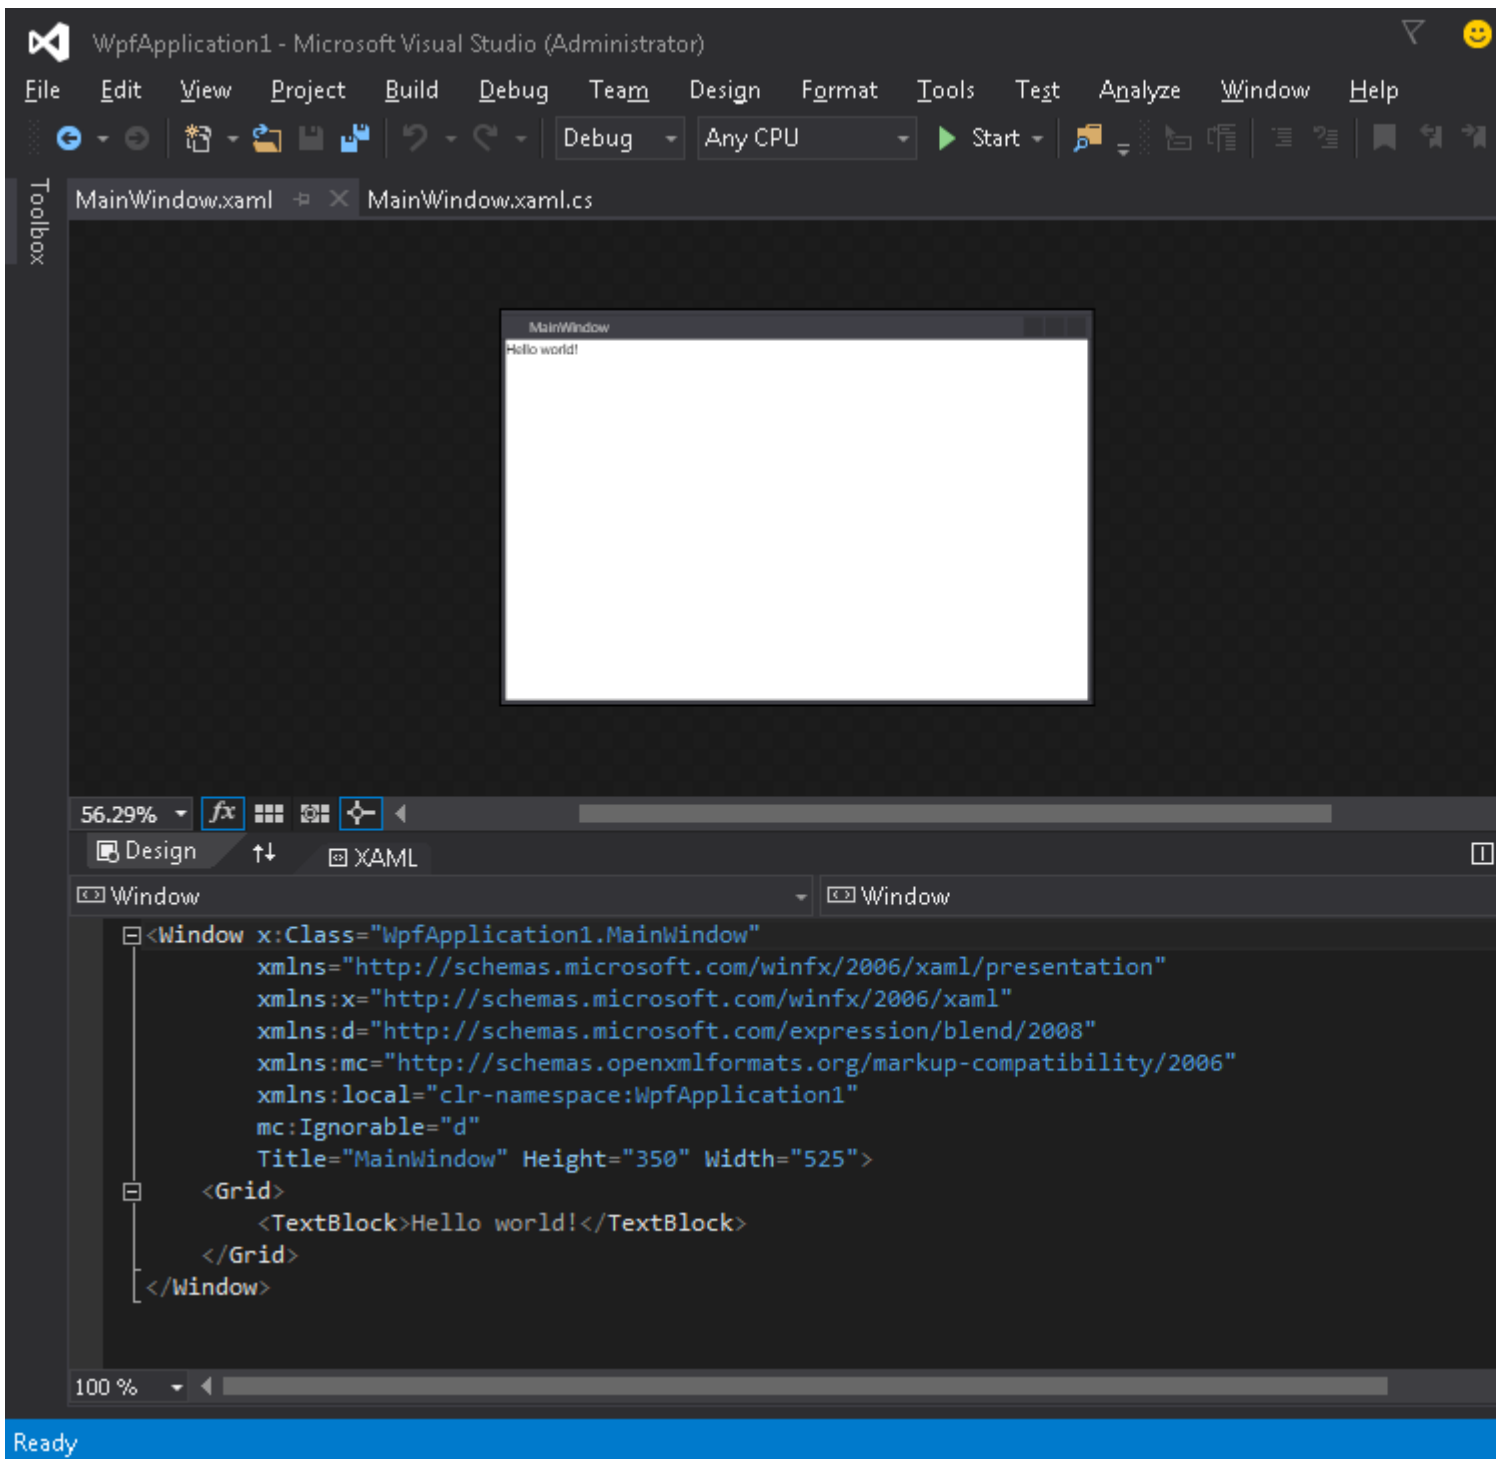 WpfApplication1 - Microsoft Visual Studio (Administrator)
File Edit View Project Build Debug Team Design Format Tools Test Analyze Window Help
Debug Any CPU Start
Toolbox
MainWindow.xaml MainWindow.xaml.cs
MainWindow
Hello world!
56.29% fx
Design XAML
Window Window
<Window x:Class="WpfApplication1.MainWindow"
xmlns="http://schemas.microsoft.com/winfx/2006/xaml/presentation"
xmlns:x="http://schemas.microsoft.com/winfx/2006/xaml"
xmlns:d="http://schemas.microsoft.com/expression/blend/2008"
xmlns:mc="http://schemas.openxmlformats.org/markup-compatibility/2006"
xmlns:local="clr-namespace:WpfApplication1"
mc:Ignorable="d"
Title="MainWindow" Height="350" Width="525">
<Grid>
<TextBlock>Hello world!</TextBlock>
</Grid>
</Window>
100 %
Ready